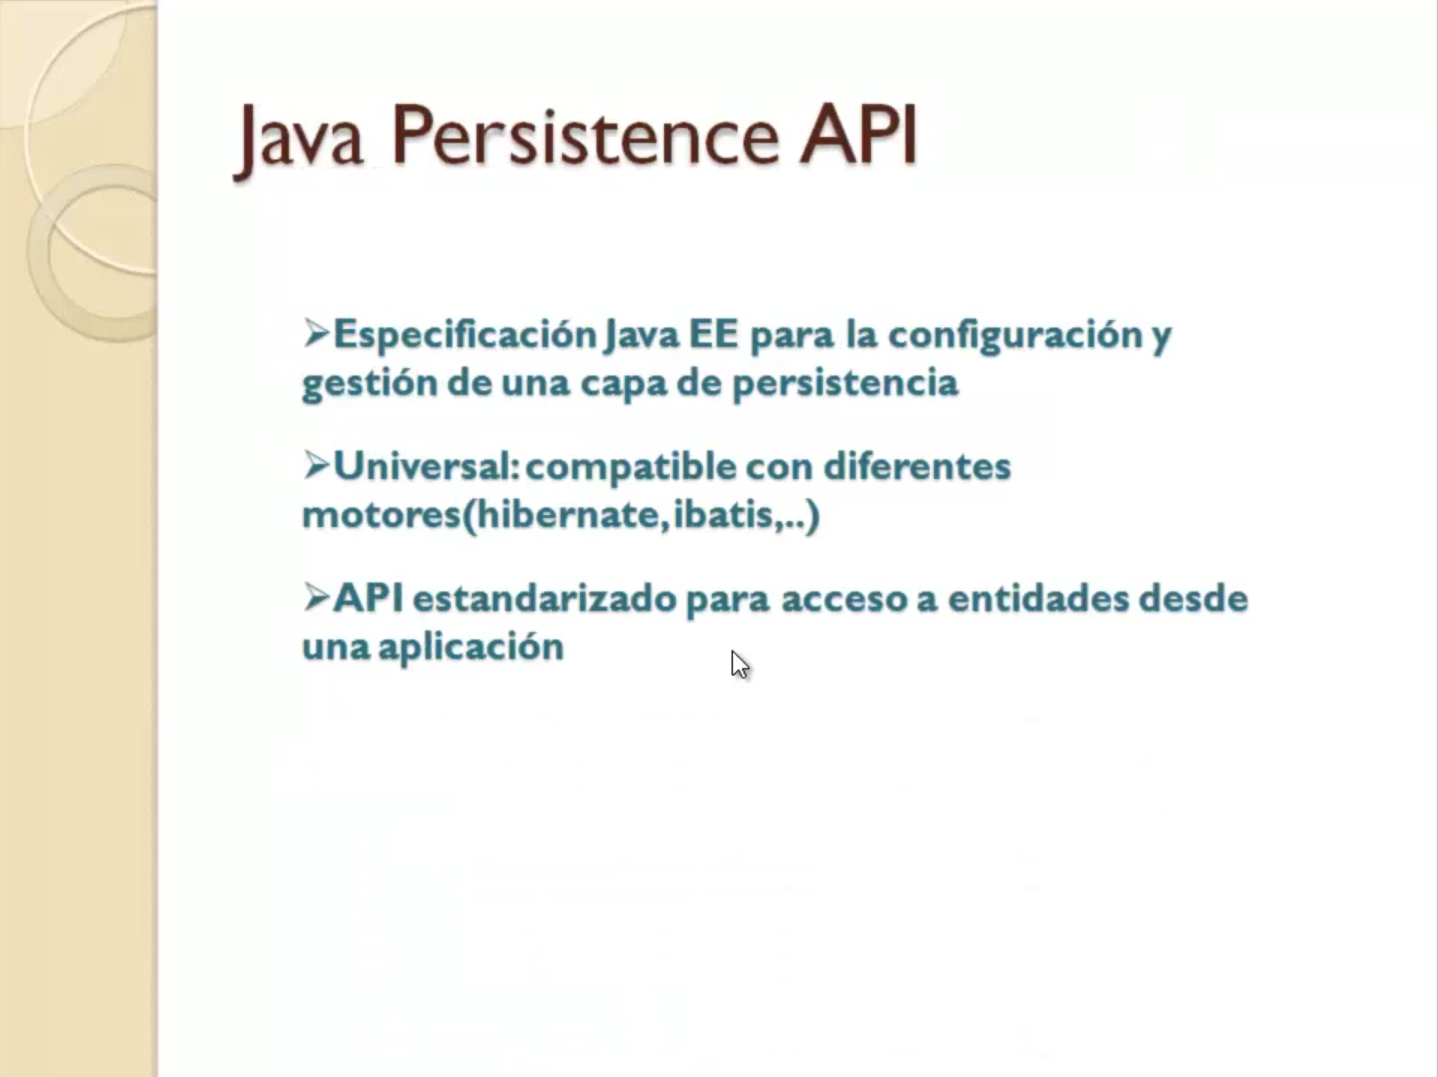 Java Persistence API
➢Especificación Java EE para la configuración y
gestión de una capa de persistencia
➢Universal: compatible con diferentes
motores(hibernate, ibatis,..)
➢API estandarizado para acceso a entidades desde
una aplicación